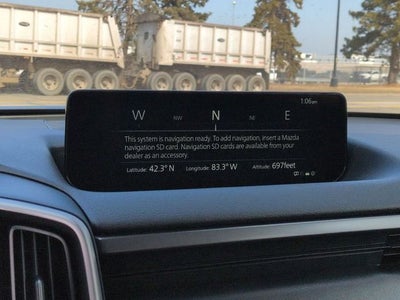 1:06pm
W NW N NE E
This system is navigation ready. To add navigation, insert a Mazda
navigation SD card. Navigation SD cards are available from your
dealer as an accessory.
Latitude: 42.3° N Longitude: 83.3° W Altitude: 697feet